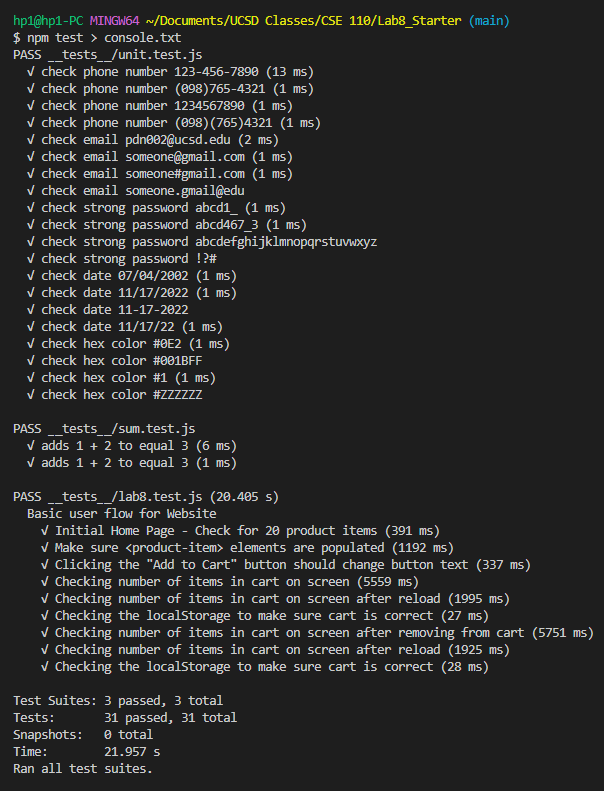 hp1@hp1-PC MINGW64 ~/Documents/UCSD Classes/CSE 110/Lab8_Starter (main)
$ npm test > console.txt
PASS __tests__/unit.test.js
√ check phone number 123-456-7890 (13 ms)
√ check phone number (098)765-4321 (1 ms)
√ check phone number 1234567890 (1 ms)
√ check phone number (098)(765)4321 (1 ms)
√ check email pdn002@ucsd.edu (2 ms)
√ check email someone@gmail.com (1 ms)
√ check email someone#gmail.com (1 ms)
√ check email someone.gmail@edu
√ check strong password abcd1_ (1 ms)
√ check strong password abcd467_3 (1 ms)
√ check strong password abcdefghijklmnopqrstuvwxyz
√ check strong password !?#
√ check date 07/04/2002 (1 ms)
√ check date 11/17/2022 (1 ms)
√ check date 11-17-2022
√ check date 11/17/22 (1 ms)
√ check hex color #0E2 (1 ms)
√ check hex color #001BFF
√ check hex color #1 (1 ms)
√ check hex color #ZZZZZZ
PASS __tests__/sum.test.js
√ adds 1 + 2 to equal 3 (6 ms)
√ adds 1 + 2 to equal 3 (1 ms)
PASS __tests__/lab8.test.js (20.405 s)
Basic user flow for Website
√ Initial Home Page - Check for 20 product items (391 ms)
√ Make sure <product-item> elements are populated (1192 ms)
√ Clicking the "Add to Cart" button should change button text (337 ms)
√ Checking number of items in cart on screen (5559 ms)
√ Checking number of items in cart on screen after reload (1995 ms)
√ Checking the localStorage to make sure cart is correct (27 ms)
√ Checking number of items in cart on screen after removing from cart (5751 ms)
√ Checking number of items in cart on screen after reload (1925 ms)
√ Checking the localStorage to make sure cart is correct (28 ms)
Test Suites: 3 passed, 3 total
Tests:       31 passed, 31 total
Snapshots:   0 total
Time:        21.957 s
Ran all test suites.